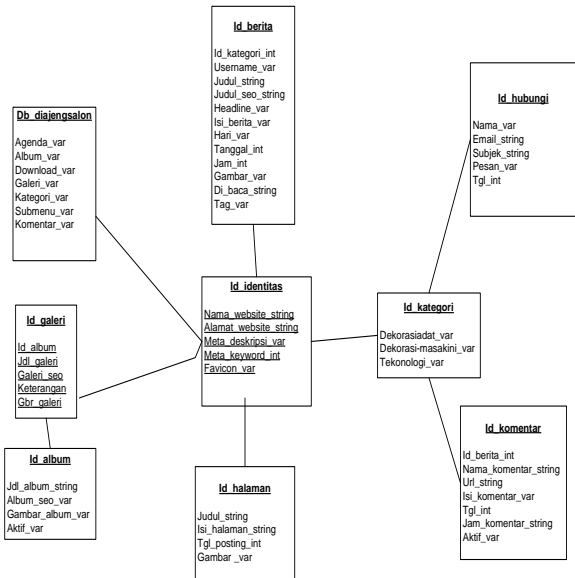 Id_berita
Id_kategori_int
Username_var
Judul_string
Judul_seo_string
Headline_var
Isi_berita_var
Hari_var
Tanggal_int
Jam_int
Gambar_var
Di_baca_string
Tag_var
Id_hubungi
Nama_var
Email_string
Subjek_string
Pesan_var
Tgl_int
Db_diajengsalon
Agenda_var
Album_var
Download_var
Galeri_var
Kategori_var
Submenu_var
Komentar_var
Id_identitas
Nama_website_string
Alamat_website_string
Meta_deskripsi_var
Meta_keyword_int
Favicon_var
Id_kategori
Dekorasiadat_var
Dekorasi-masakini_var
Tekonologi_var
Id_galeri
Id_album
Jdl_galeri
Galeri_seo
Keterangan
Gbr_galeri
Id_album
Jdl_album_string
Album_seo_var
Gambar_album_var
Aktif_var
Id_halaman
Judul_string
Isi_halaman_string
Tgl_posting_int
Gambar _var
Id_komentar
Id_berita_int
Nama_komentar_string
Url_string
Isi_komentar_var
Tgl_int
Jam_komentar_string
Aktif_var